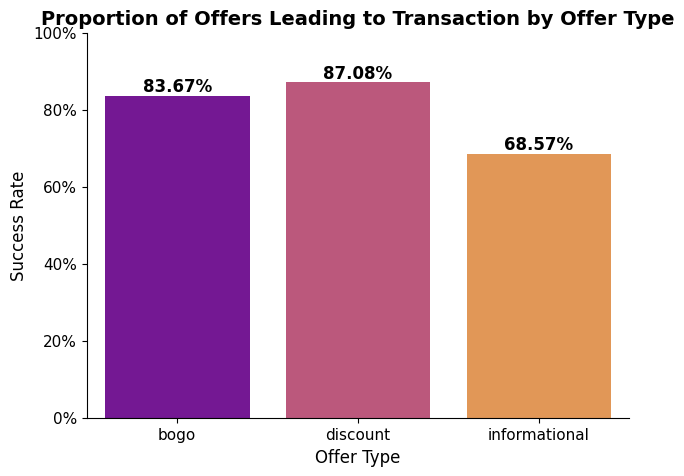 Proportion of Offers Leading to Transaction by Offer Type
100%
80%
60%
40%
20%
0%
Success Rate
83.67%
87.08%
68.57%
bogo
discount
informational
Offer Type